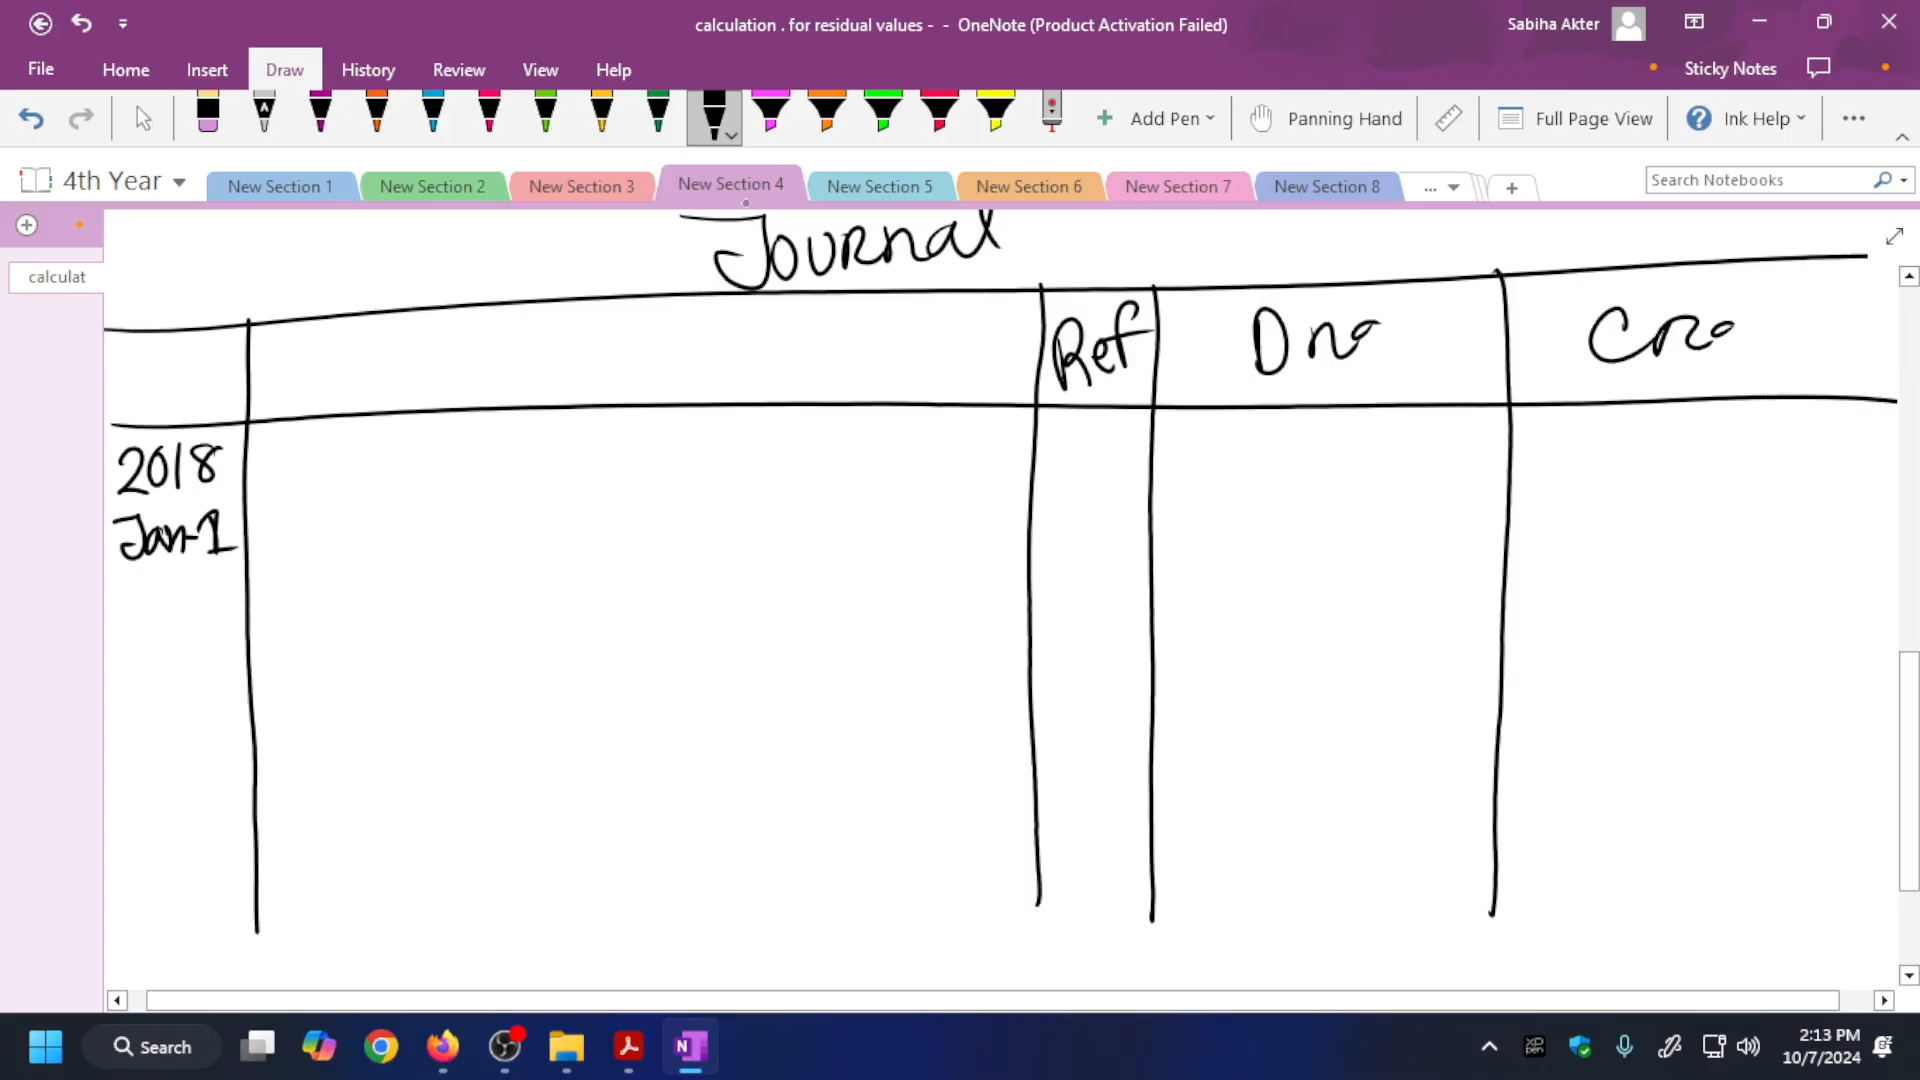 calculation . for residual values - - OneNote (Product Activation Failed)
Sabiha Akter
File Home Insert Draw History Review View Help
Sticky Notes
A
+ Add Pen
Panning Hand
Full Page View
? Ink Help
...
4th Year
New Section 1
New Section 2
New Section 3
New Section 4
New Section 5
New Section 6
New Section 7
New Section 8
...
+
Search Notebooks
calculat
Journal
Ref Dr. Cr.
2018
Jan-1
Search
XP PEN
2:13 PM
10/7/2024